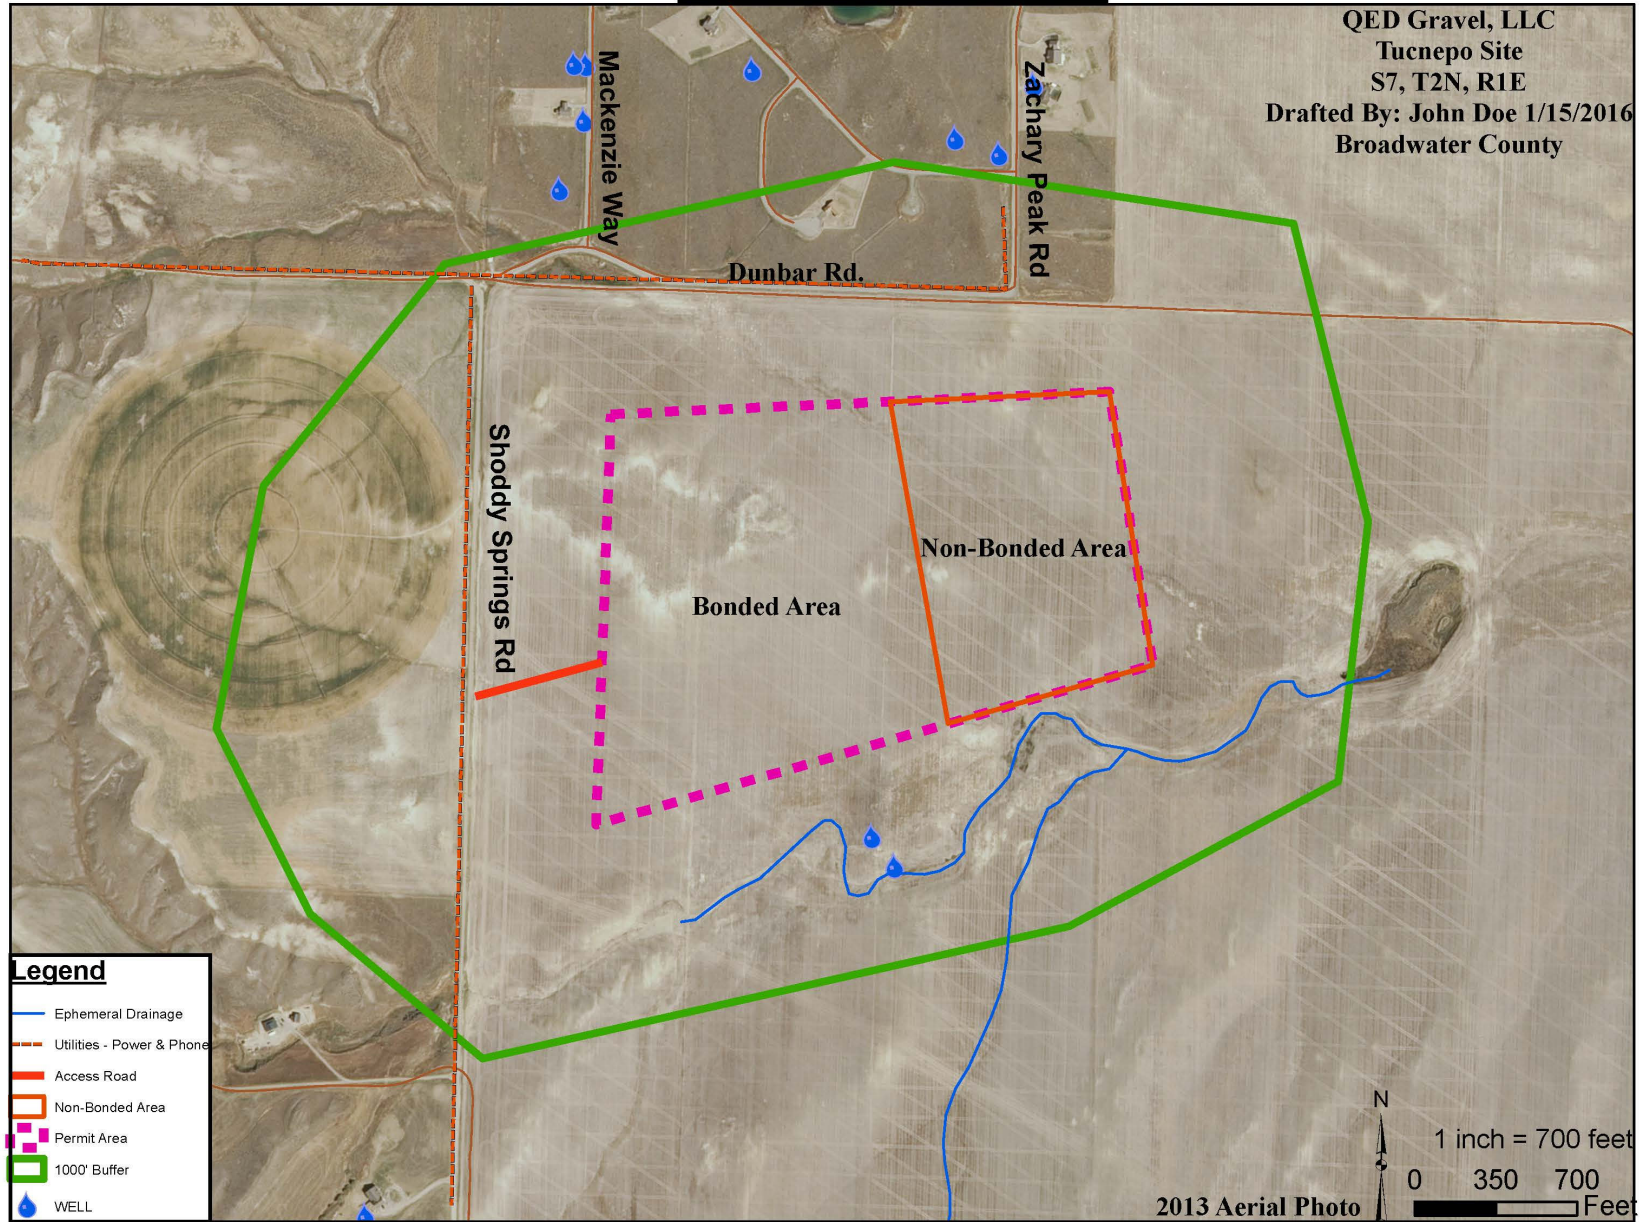 QED Gravel, LLC
Tucnepo Site
S7, T2N, R1E
Drafted By: John Doe 1/15/2016
Broadwater County
Mackenzie Way
Zachary Peak Rd
Dunbar Rd.
Shoddy Springs Rd
Non-Bonded Area
Bonded Area
Legend
Ephemeral Drainage
Utilities - Power & Phone
Access Road
Non-Bonded Area
Permit Area
1000' Buffer
WELL
N
1 inch = 700 feet
0 350 700
Feet
2013 Aerial Photo